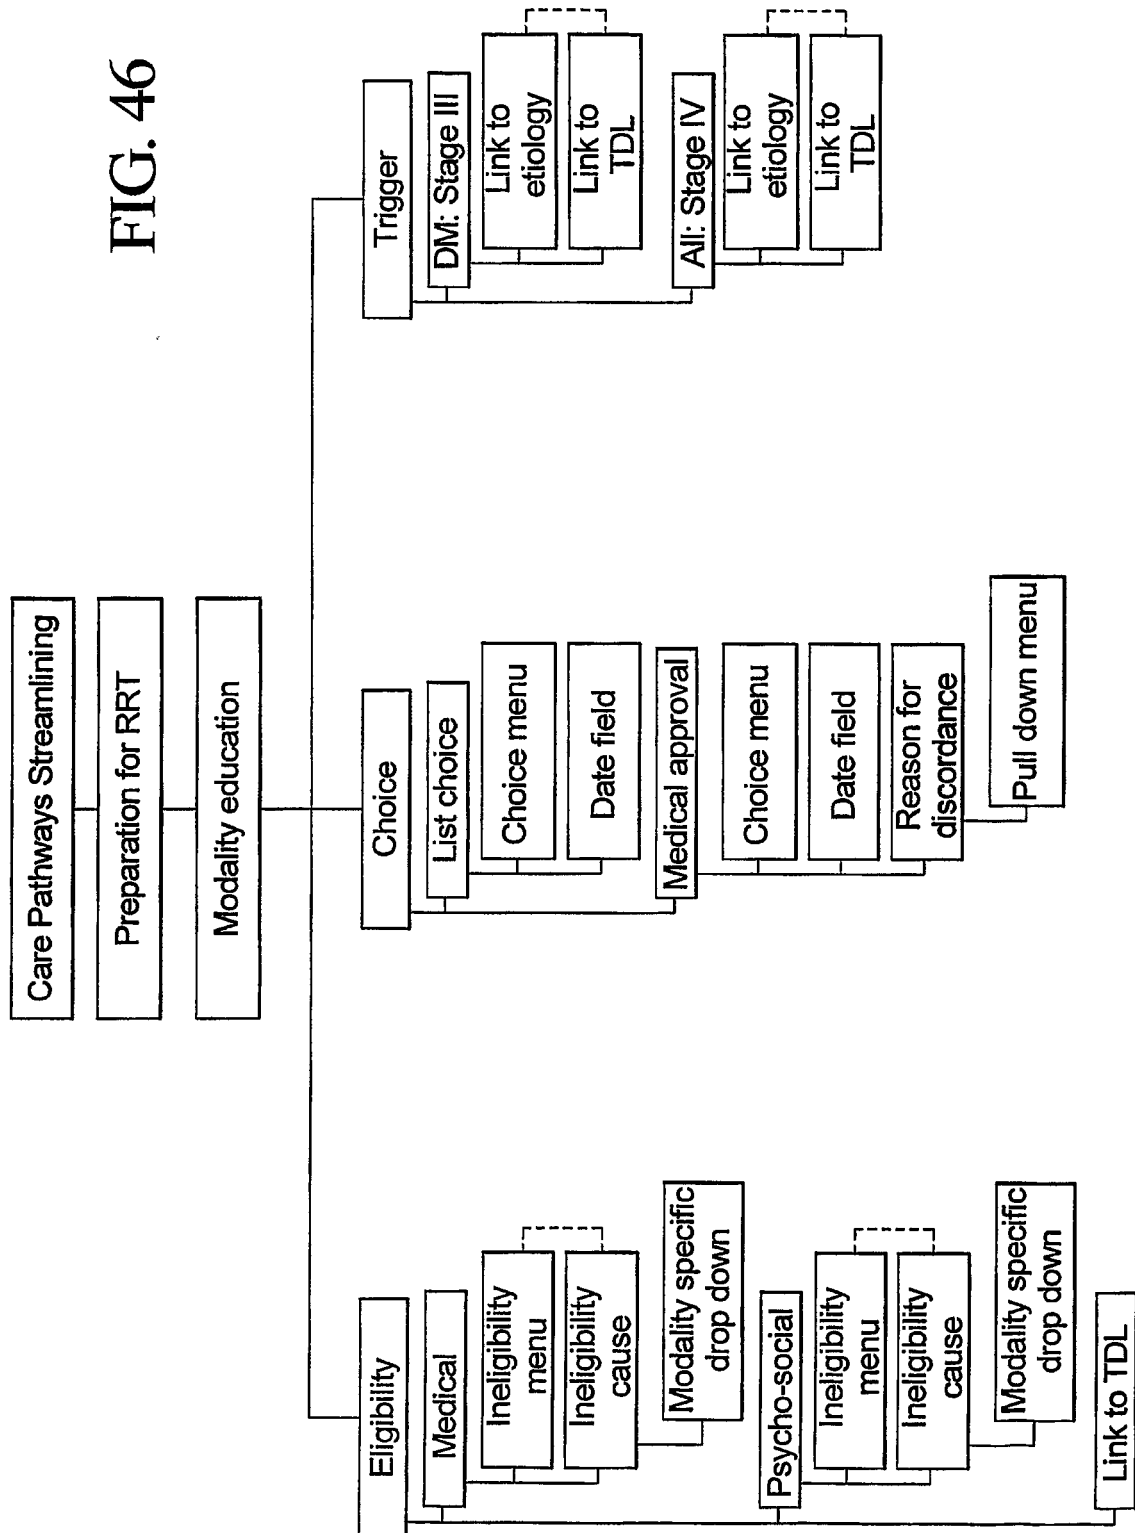 FIG. 46
Care Pathways Streamlining
Preparation for RRT
Modality education
Eligibility
Medical
Ineligibility
menu
Ineligibility
cause
Modality specific
drop down
Psycho-social
Ineligibility
menu
Ineligibility
cause
Modality specific
drop down
Link to TDL
Choice
List choice
Choice menu
Date field
Medical approval
Choice menu
Date field
Reason for
discordance
Pull down menu
Trigger
DM: Stage III
Link to
etiology
Link to
TDL
All: Stage IV
Link to
etiology
Link to
TDL